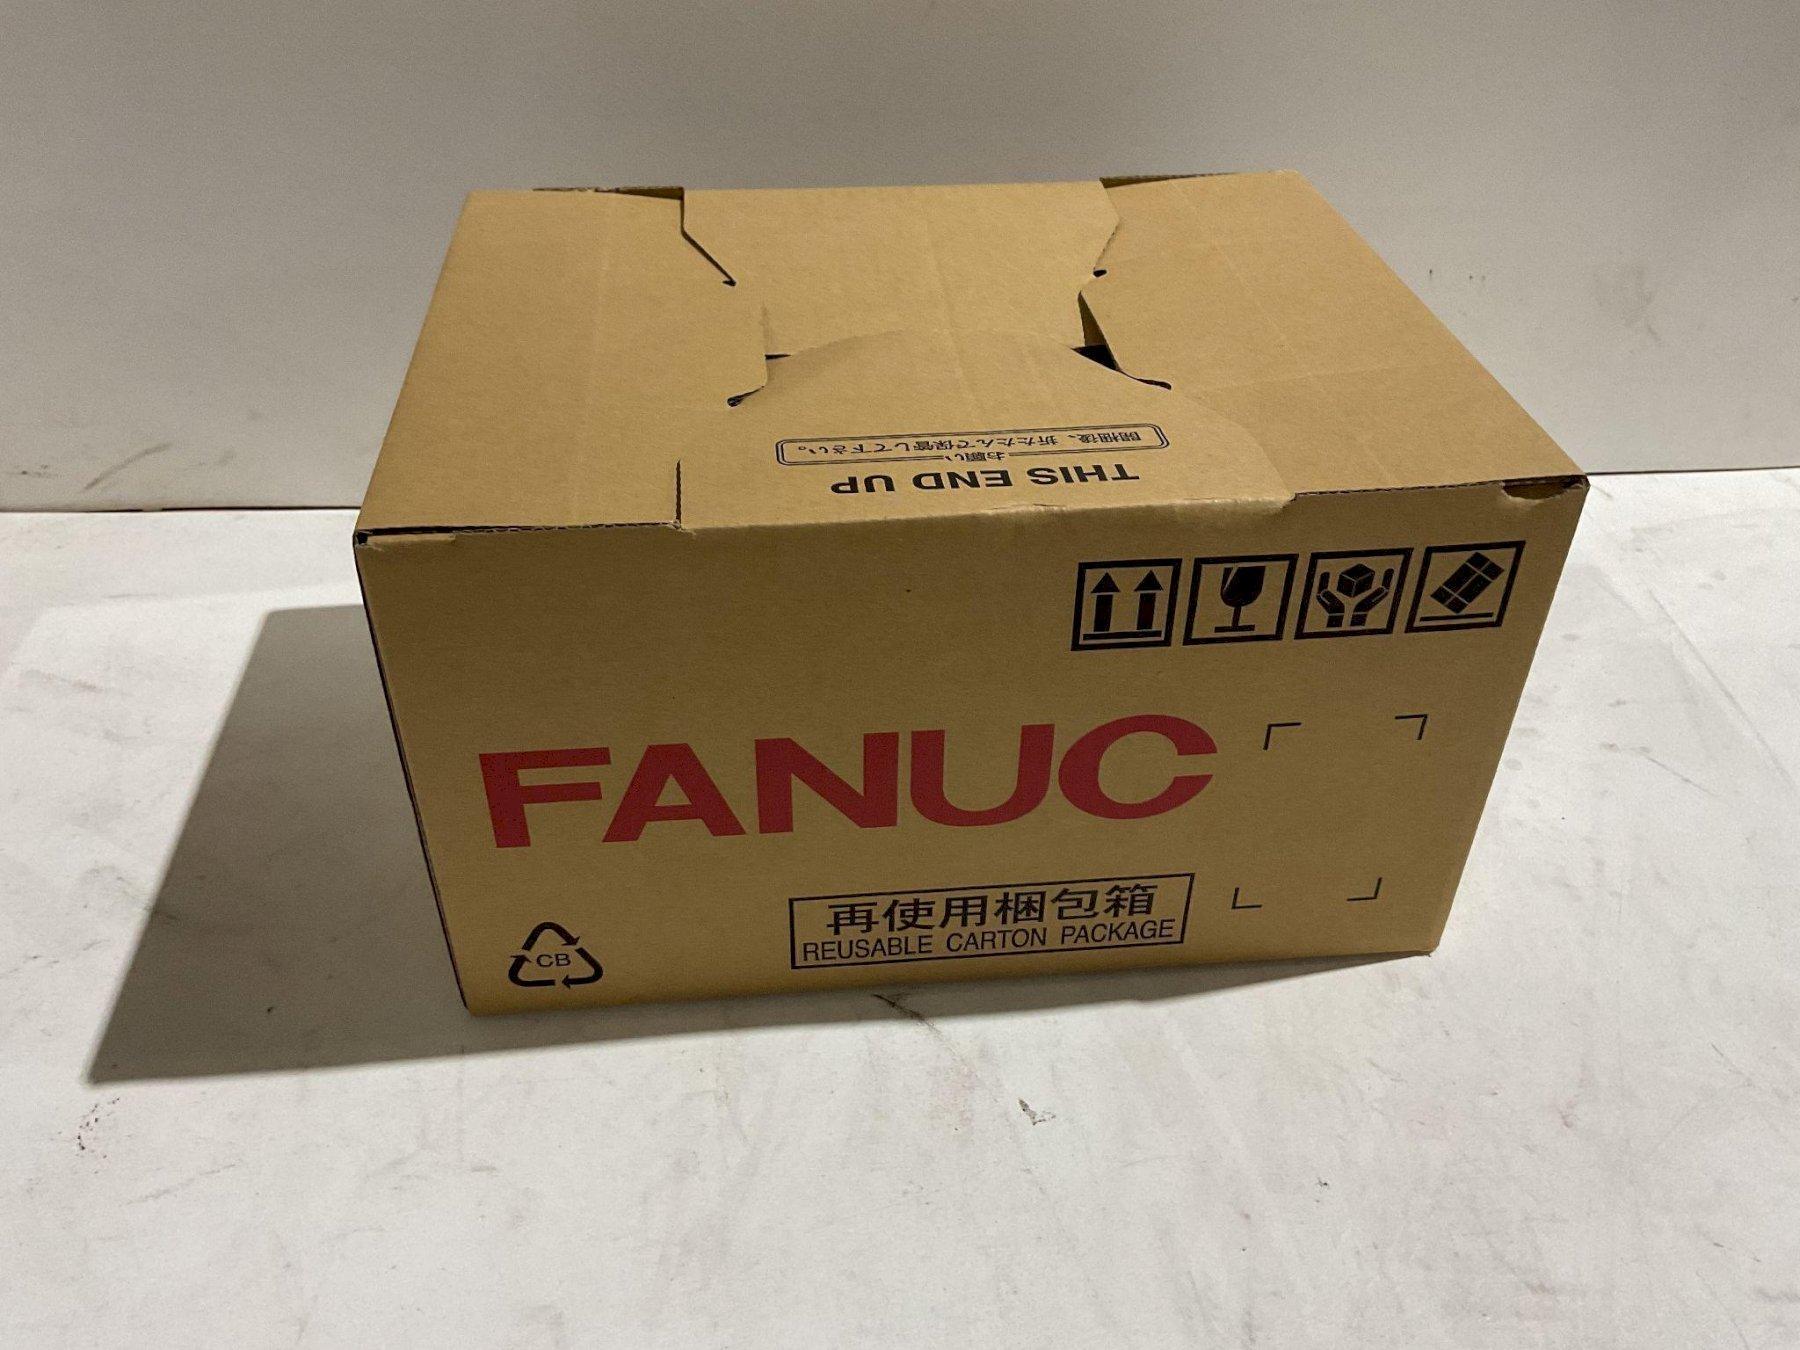 THIS END UP
お願い
開梱後、折たたんで保管して下さい。
FANUC
再使用梱包箱
REUSABLE CARTON PACKAGE
CB